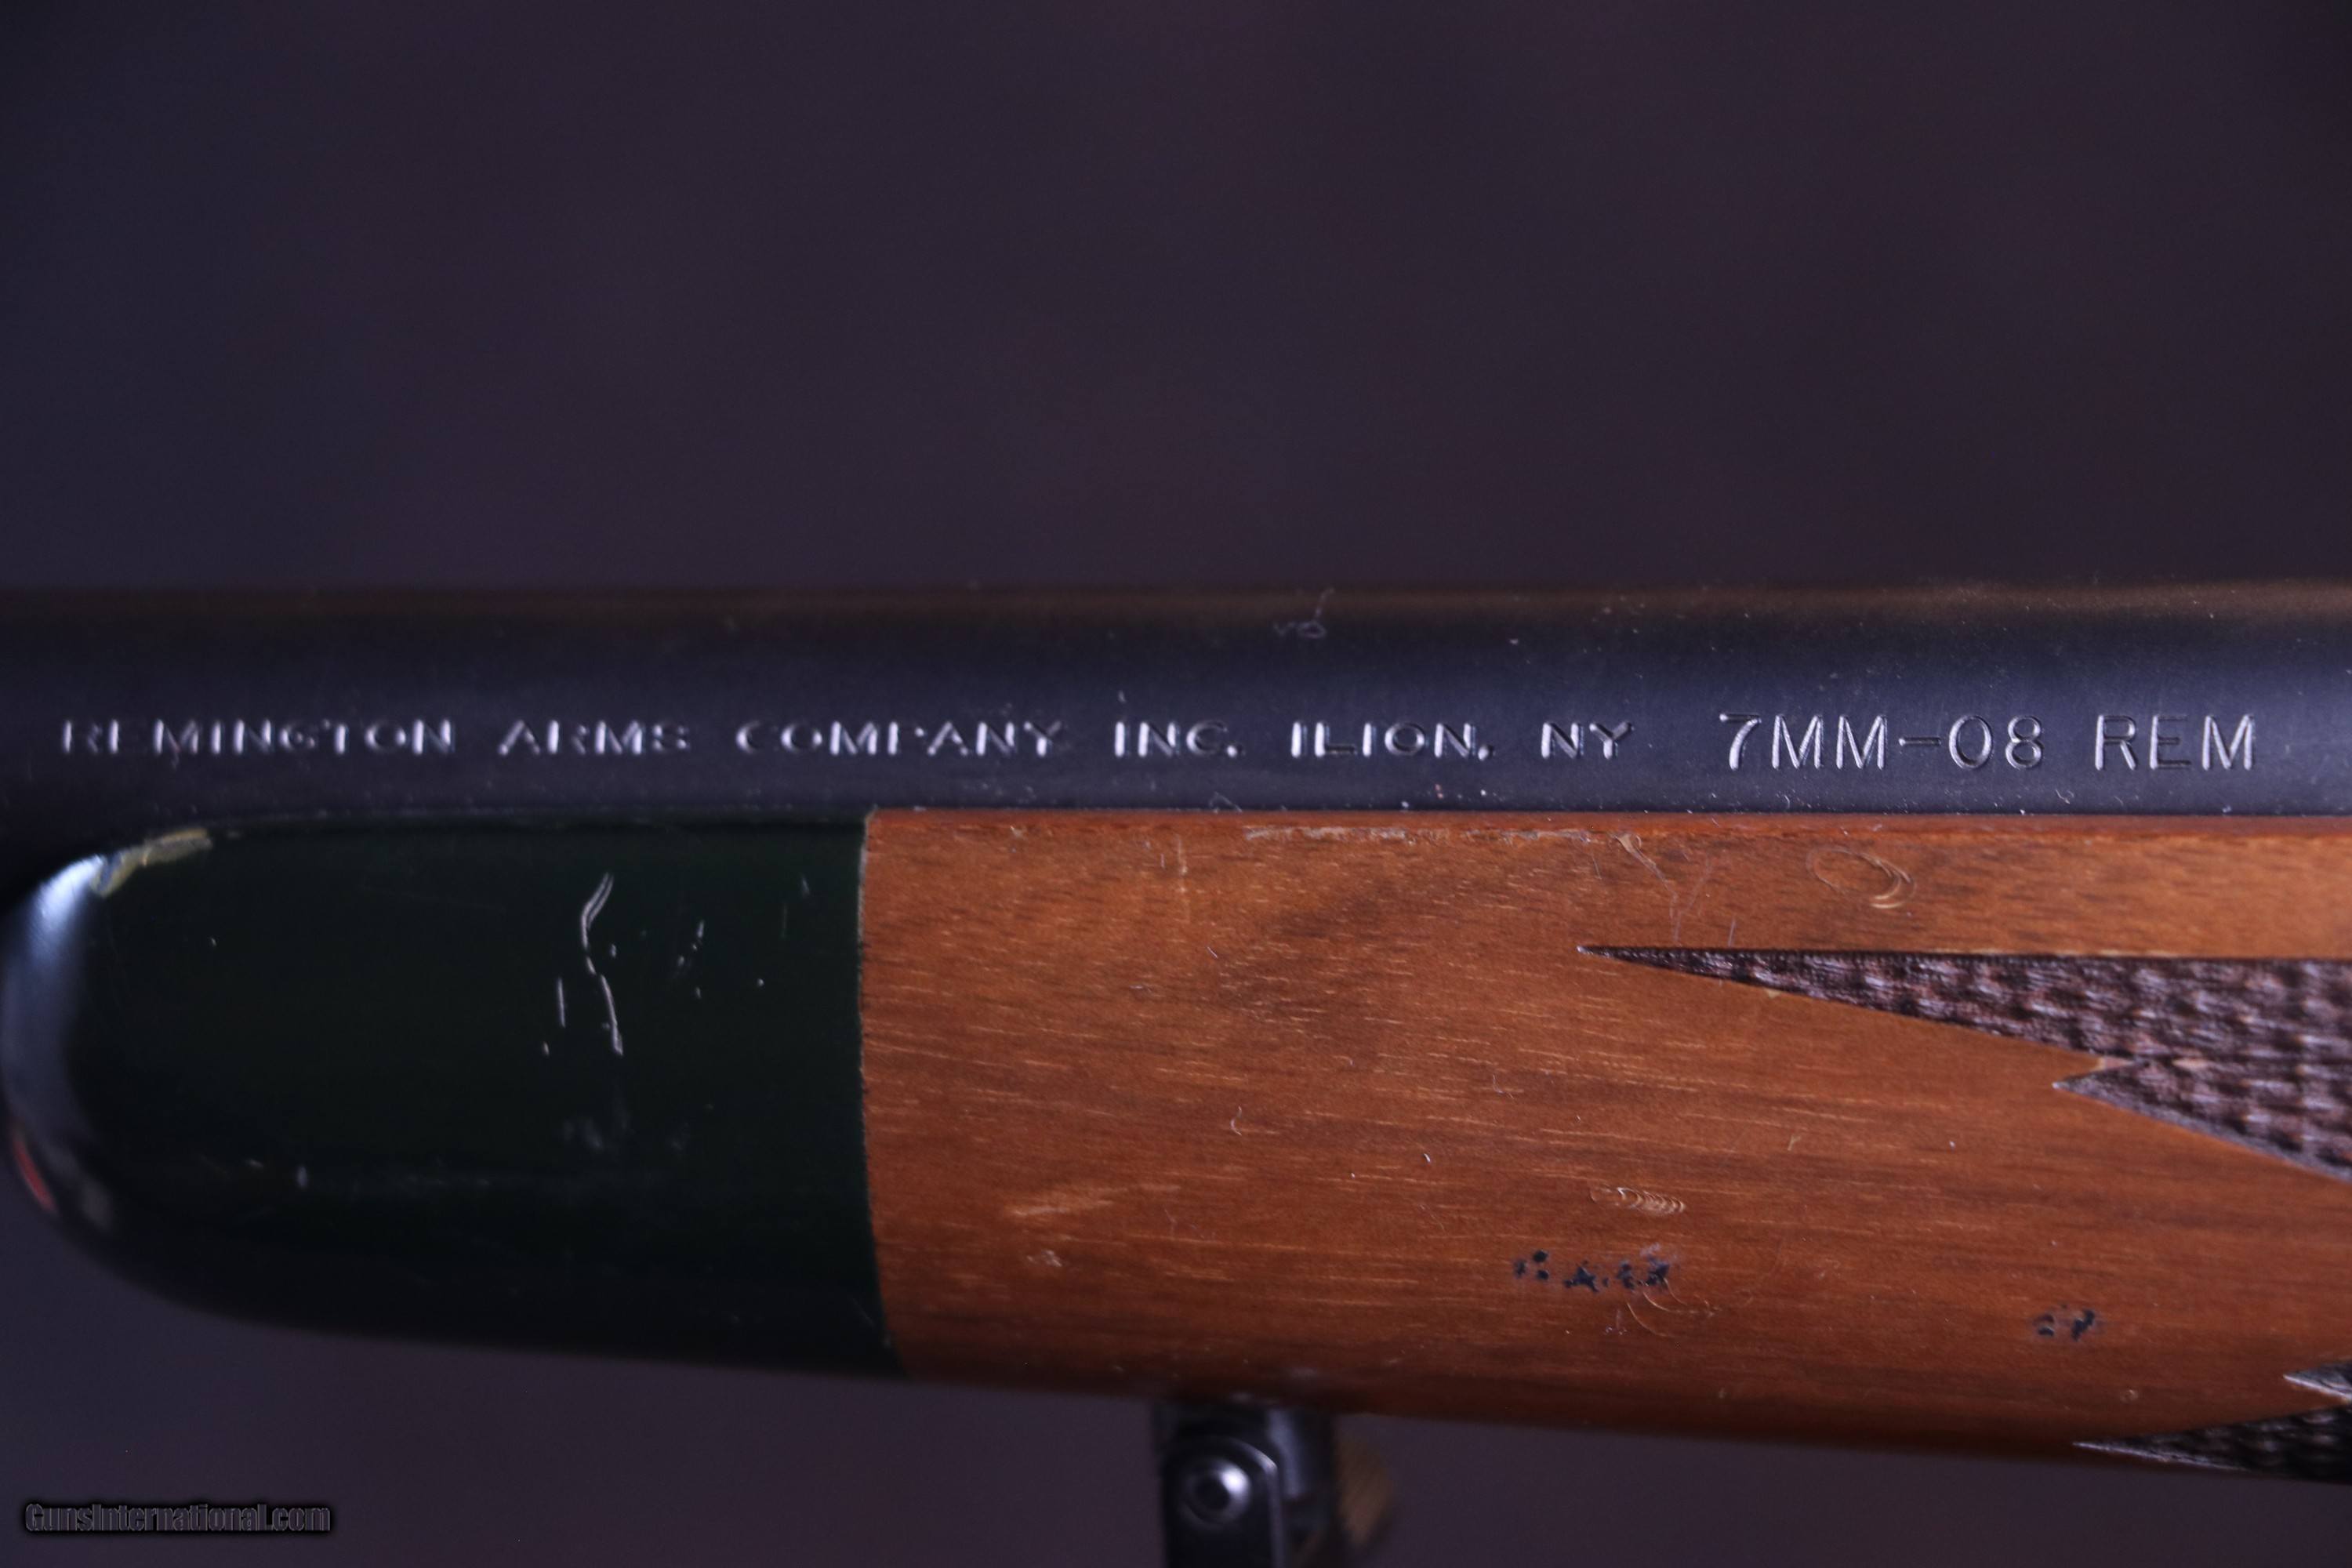 REMINGTON ARMS COMPANY INC. ILION, NY 7MM-08 REM
GunsInternational.com